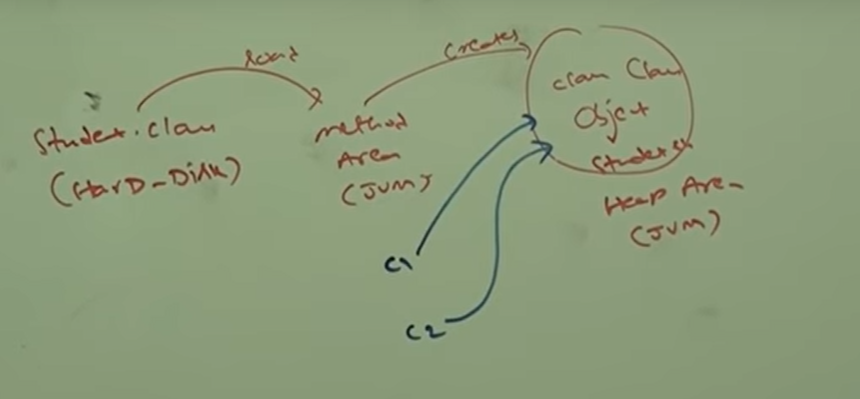 load
creates
Student.class
(HarD-Disk)
method
Area
(JVM)
class Class
Object
Student
Heap Area
(JVM)
C1
C2